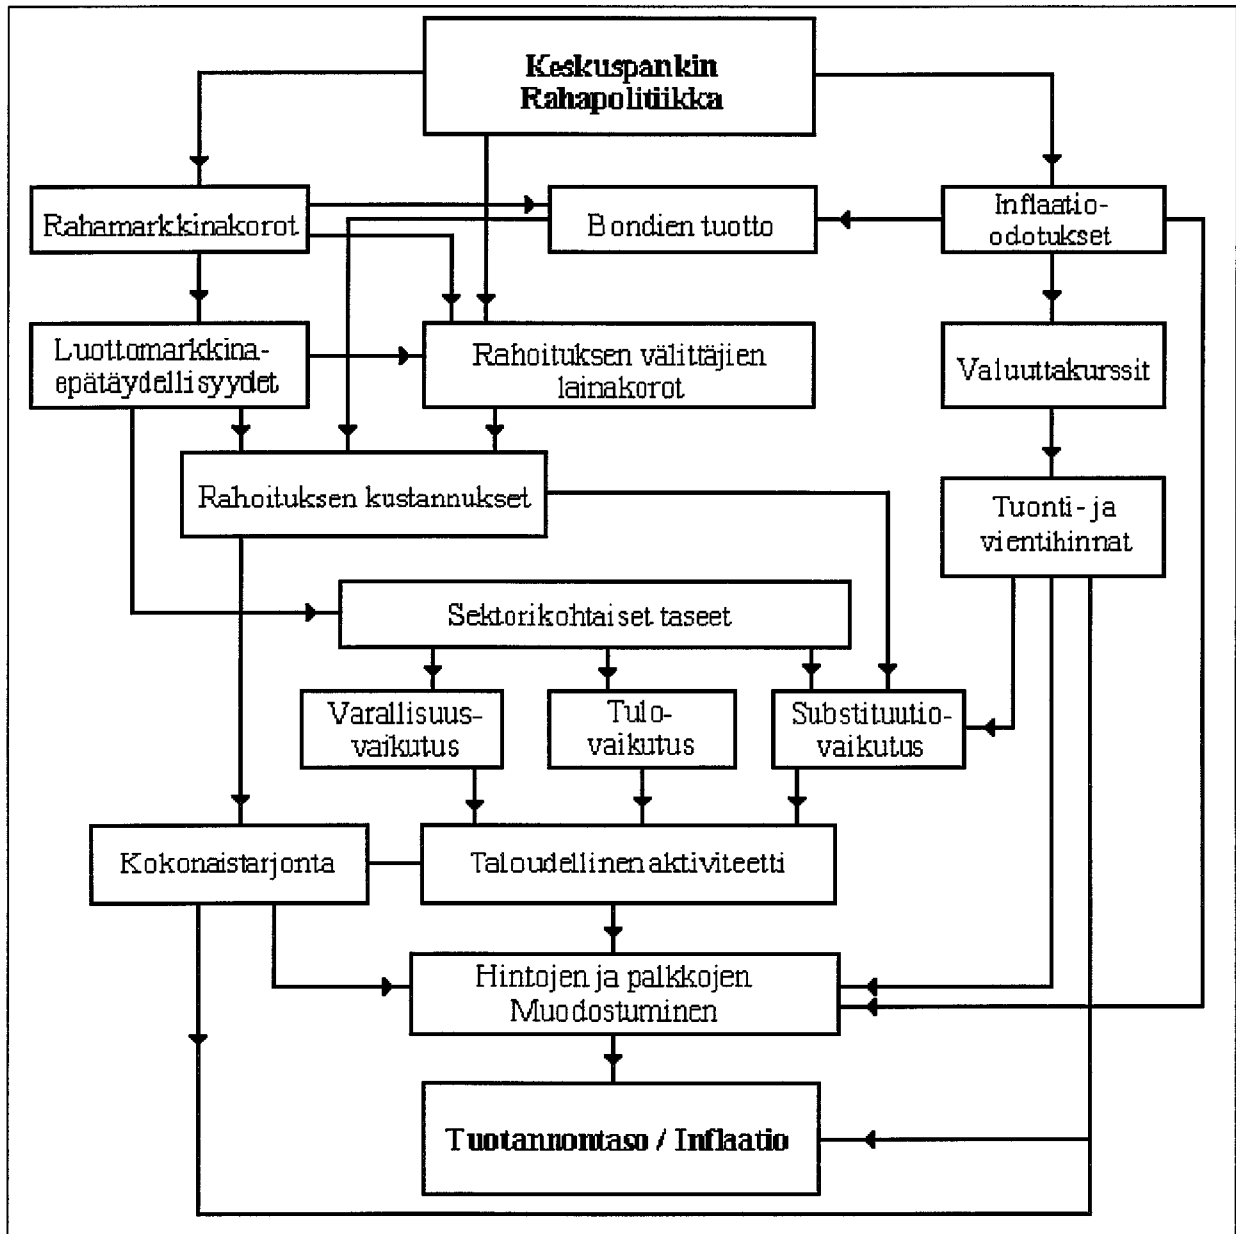 Keskuspankin
Rahapolitiikka
Rahamarkkinakorot
Bondien tuotto
Inflaatio-
odotukset
Luottomarkkina-
epätäydellisyydet
Rahoituksen välittäjien
lainakorot
Valuuttakurssit
Rahoituksen kustannukset
Tuonti- ja
vientihinnat
Sektorikohtaiset taseet
Varallisuus-
vaikutus
Tulo-
vaikutus
Substituutio-
vaikutus
Kokonaistarjonta
Taloudellinen aktiviteetti
Hintojen ja palkkojen
Muodostuminen
Tuotannontaso / Inflaatio